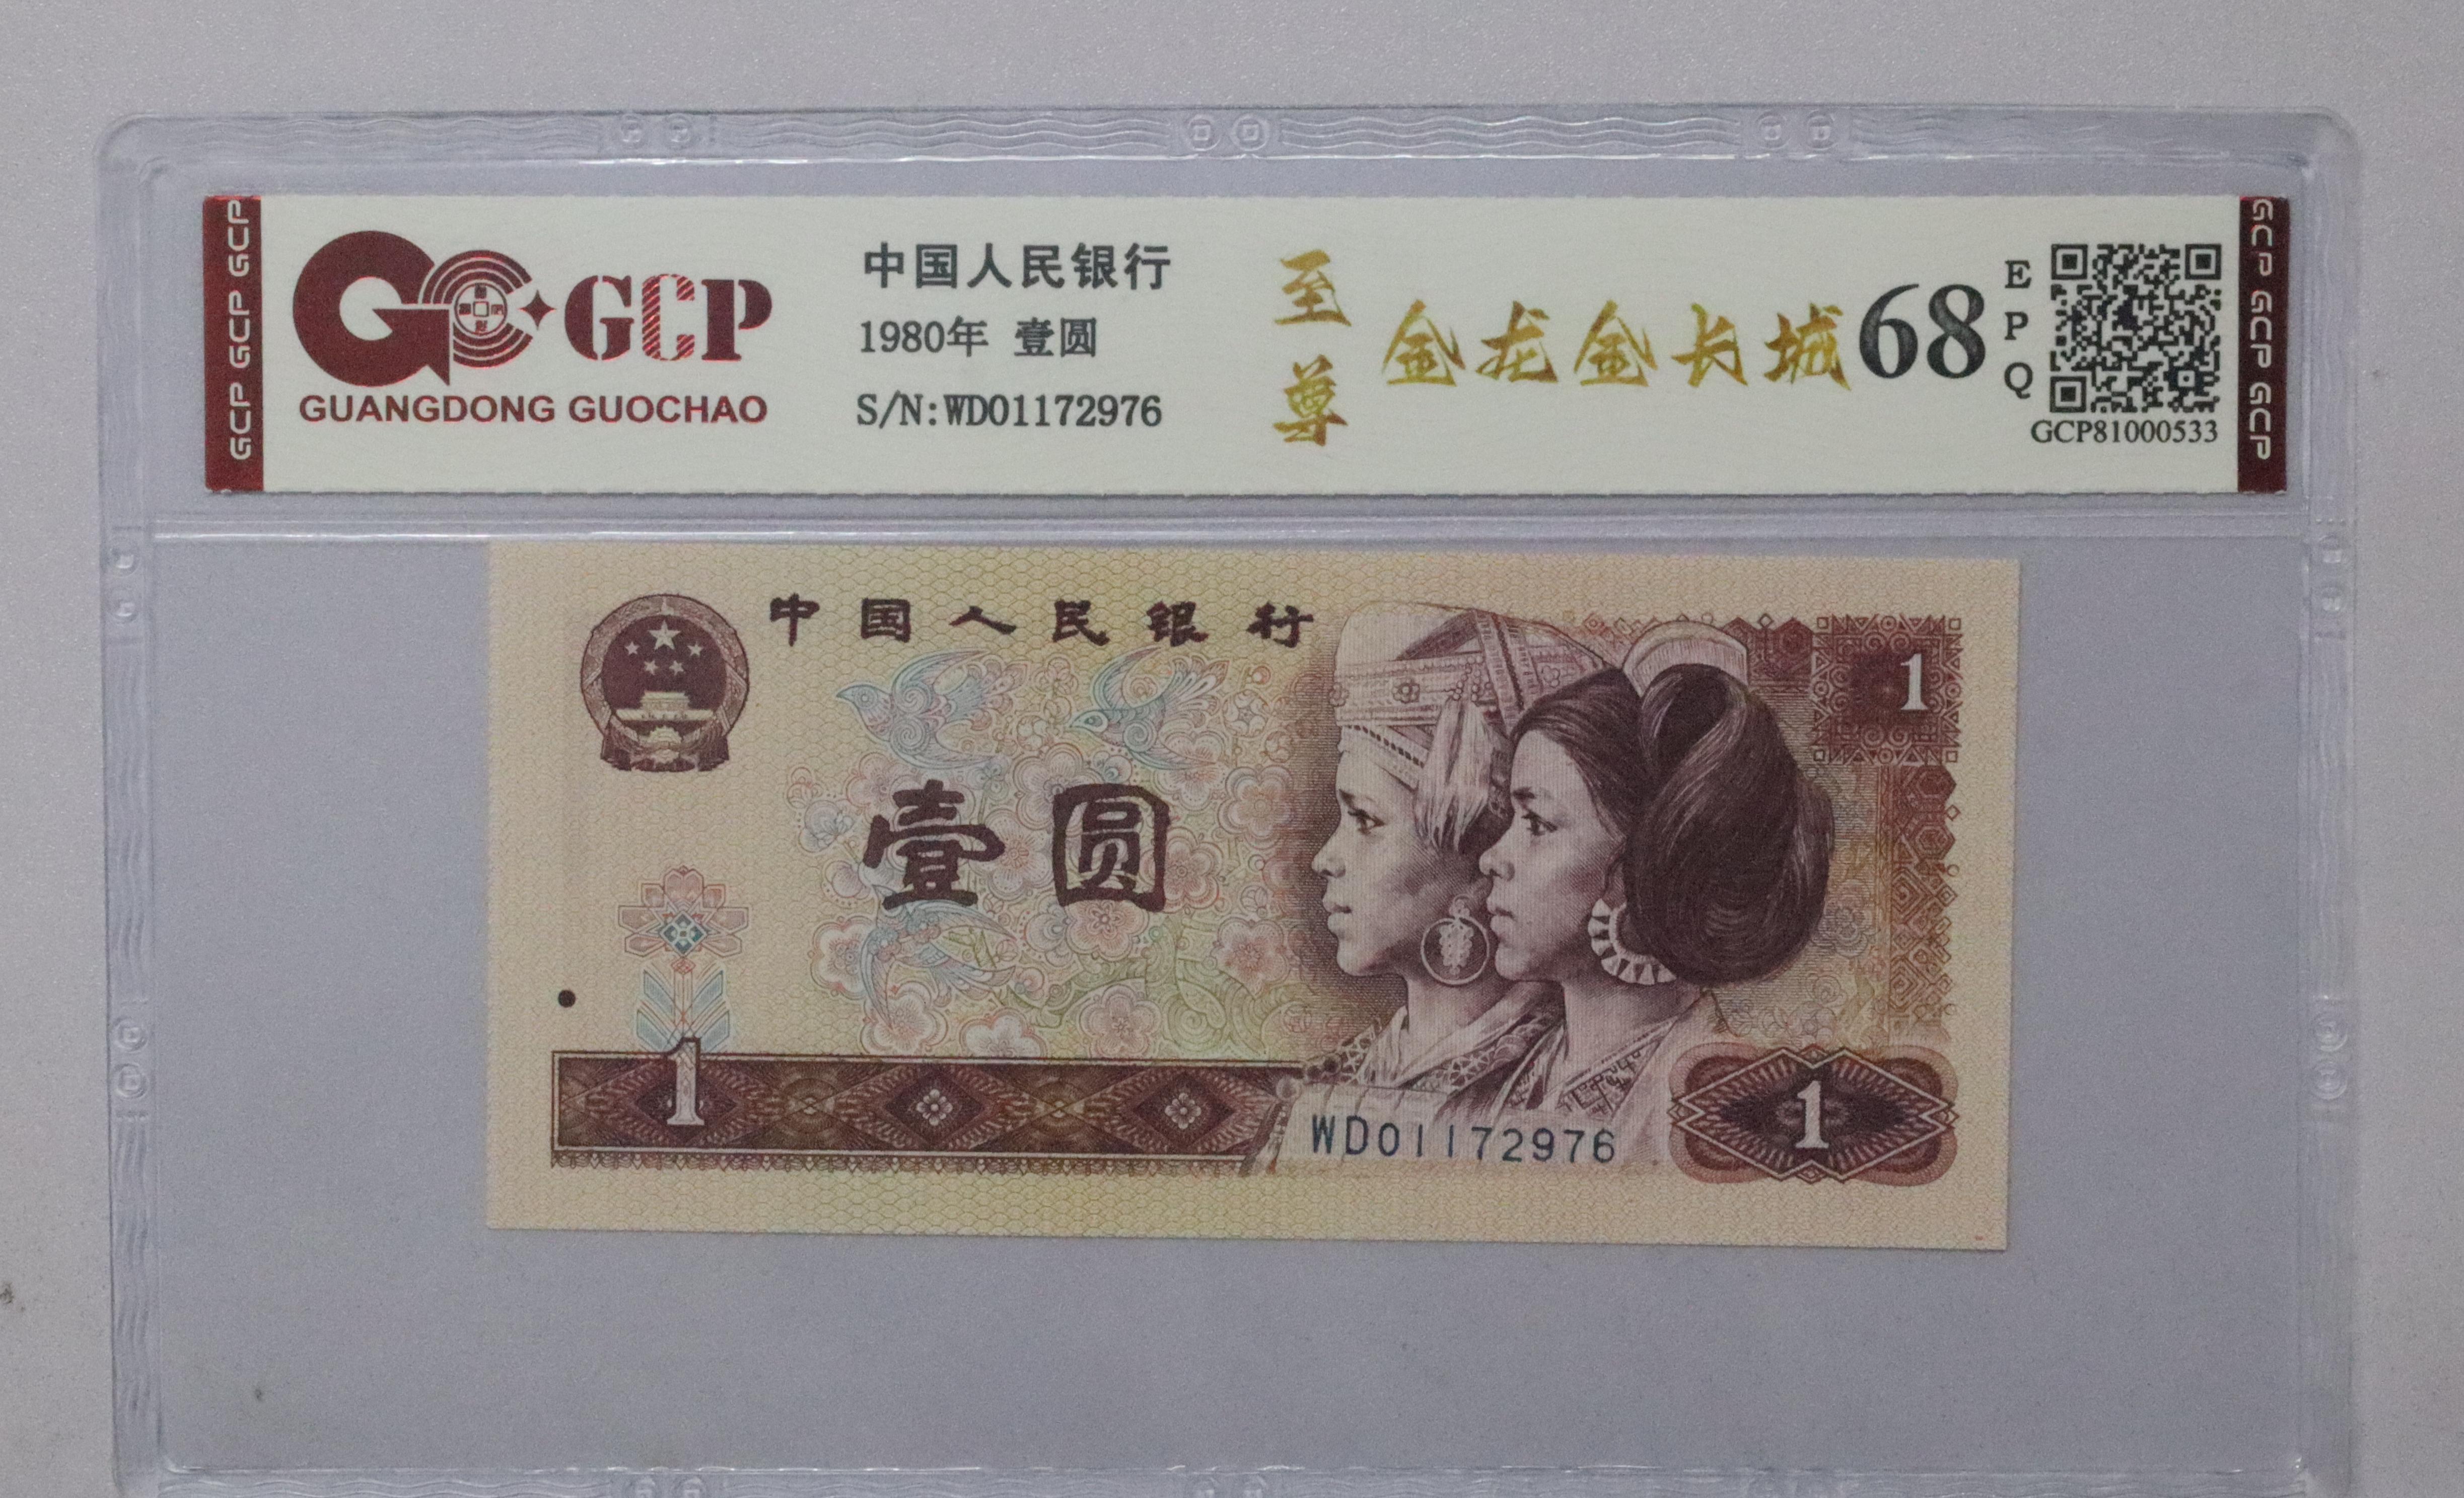 GCP GCP GCP
GCP
GUANGDONG GUOCHAO
中国人民银行
1980年 壹圆
S/N:WD01172976
至尊
金龙金长城
68
EPQ
GCP81000533
GCP GCP GCP
中国人民银行
1
壹圆
1
WD01172976
1